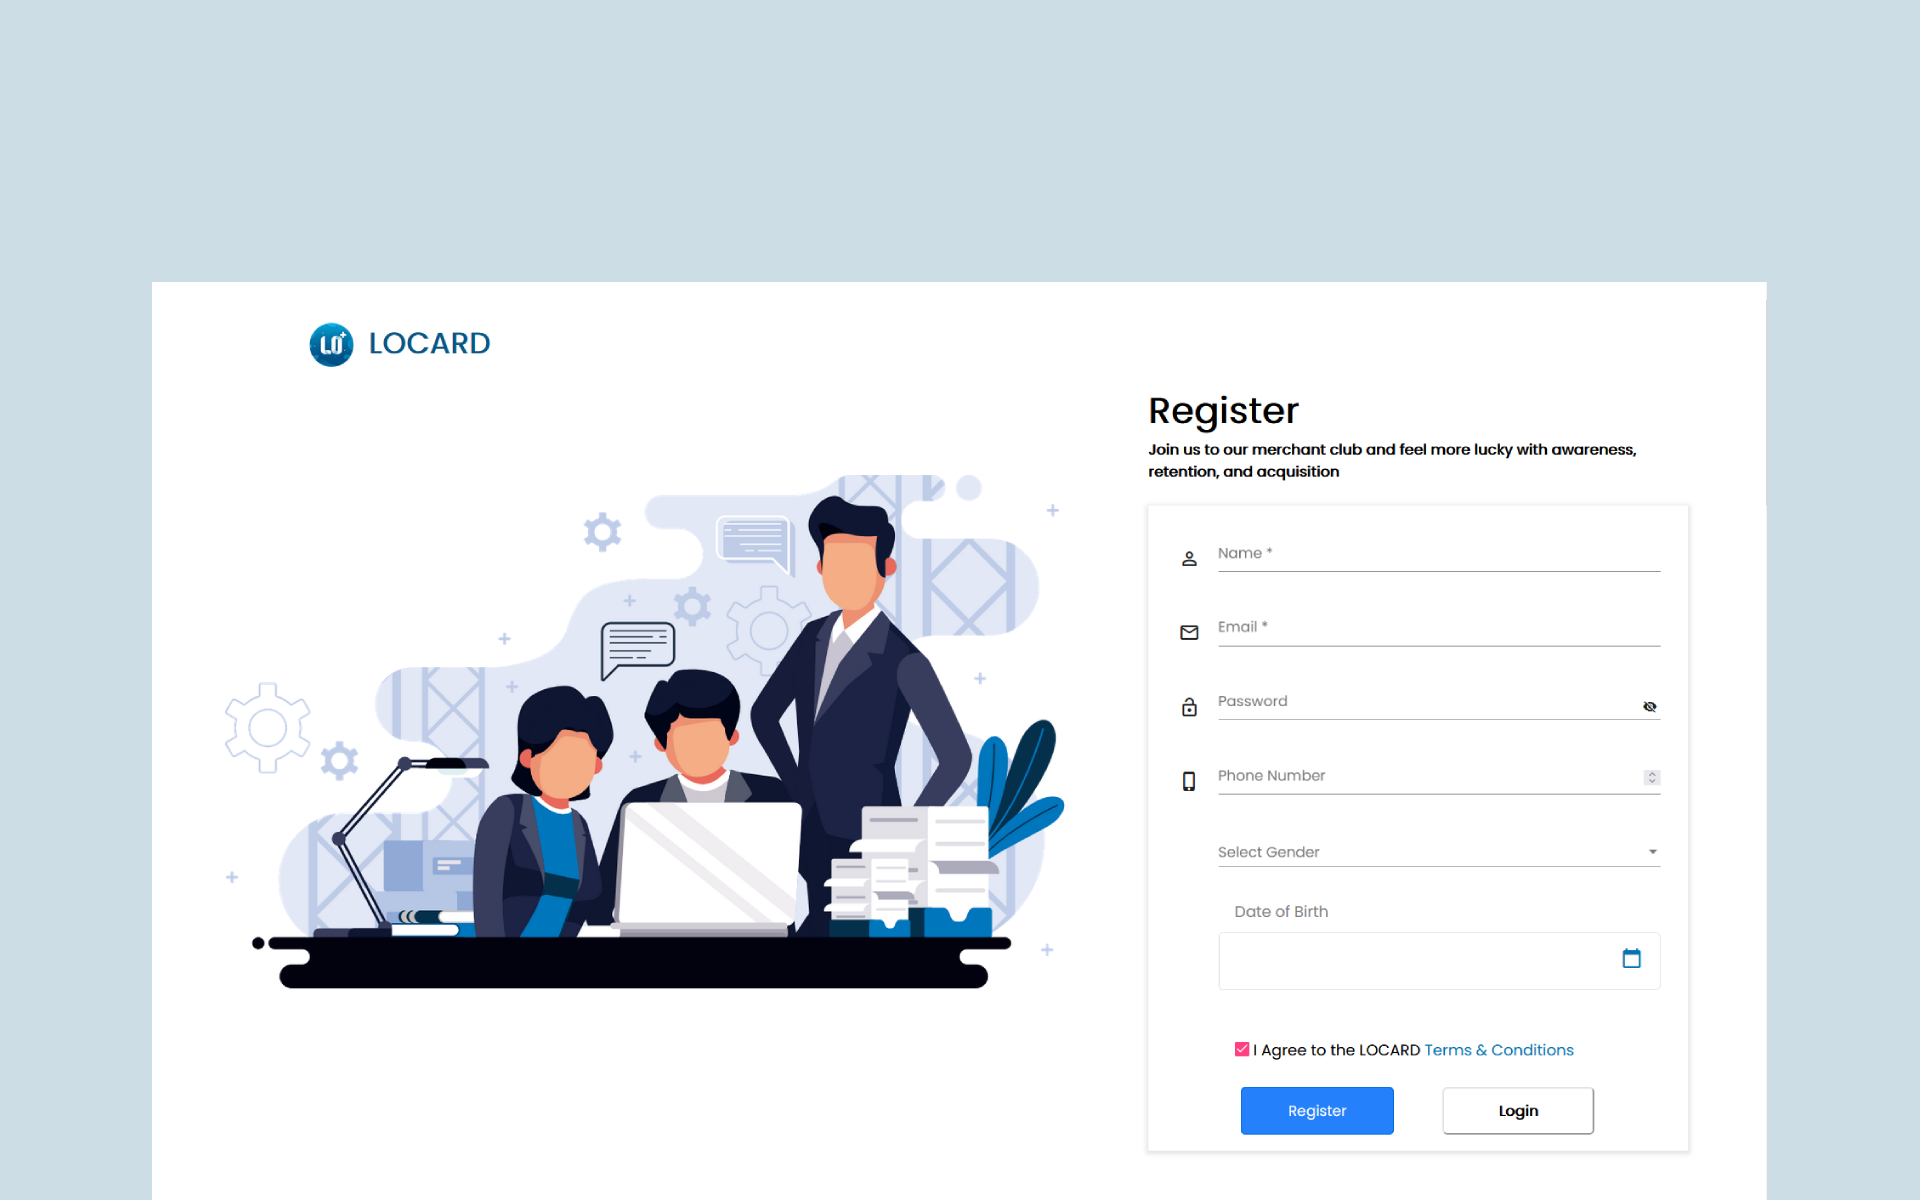 LO+ LOCARD
Register
Join us to our merchant club and feel more lucky with awareness,
retention, and acquisition
Name *
Email *
Password
Phone Number
Select Gender
Date of Birth
I Agree to the LOCARD Terms & Conditions
Register
Login